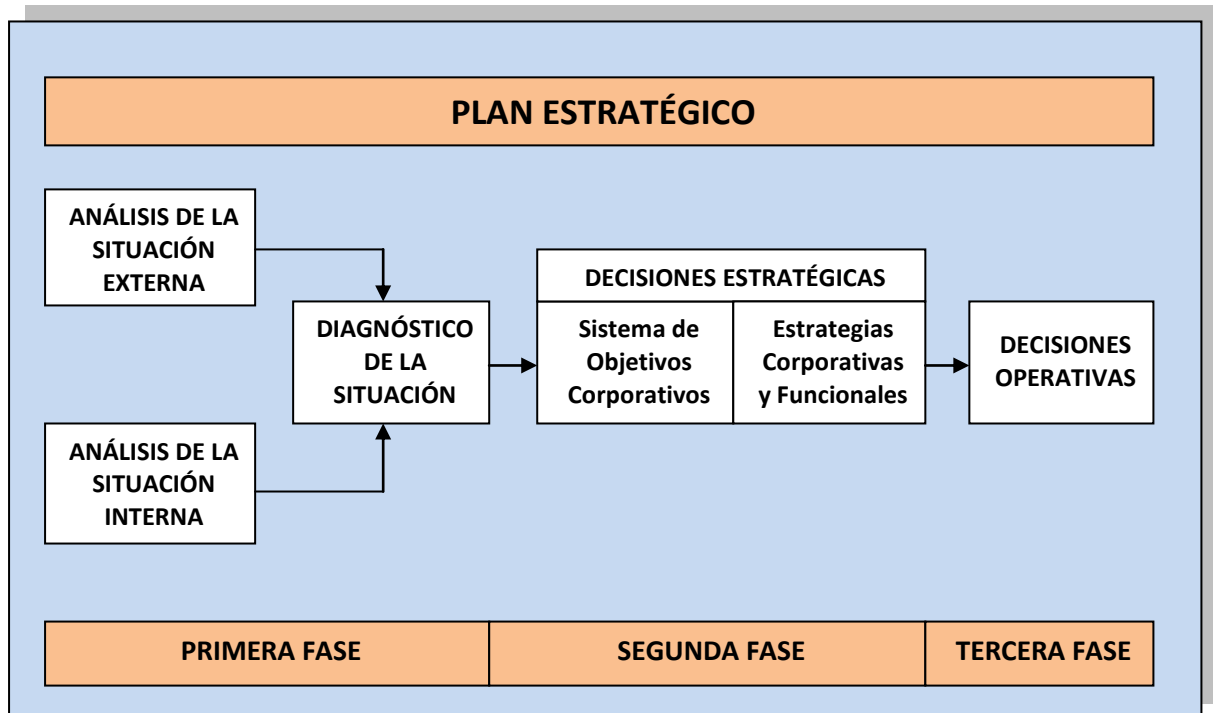 PLAN ESTRATÉGICO
ANÁLISIS DE LA
SITUACIÓN
EXTERNA
ANÁLISIS DE LA
SITUACIÓN
INTERNA
DIAGNÓSTICO
DE LA
SITUACIÓN
DECISIONES ESTRATÉGICAS
Sistema de
Objetivos
Corporativos
Estrategias
Corporativas
y Funcionales
DECISIONES
OPERATIVAS
PRIMERA FASE
SEGUNDA FASE
TERCERA FASE